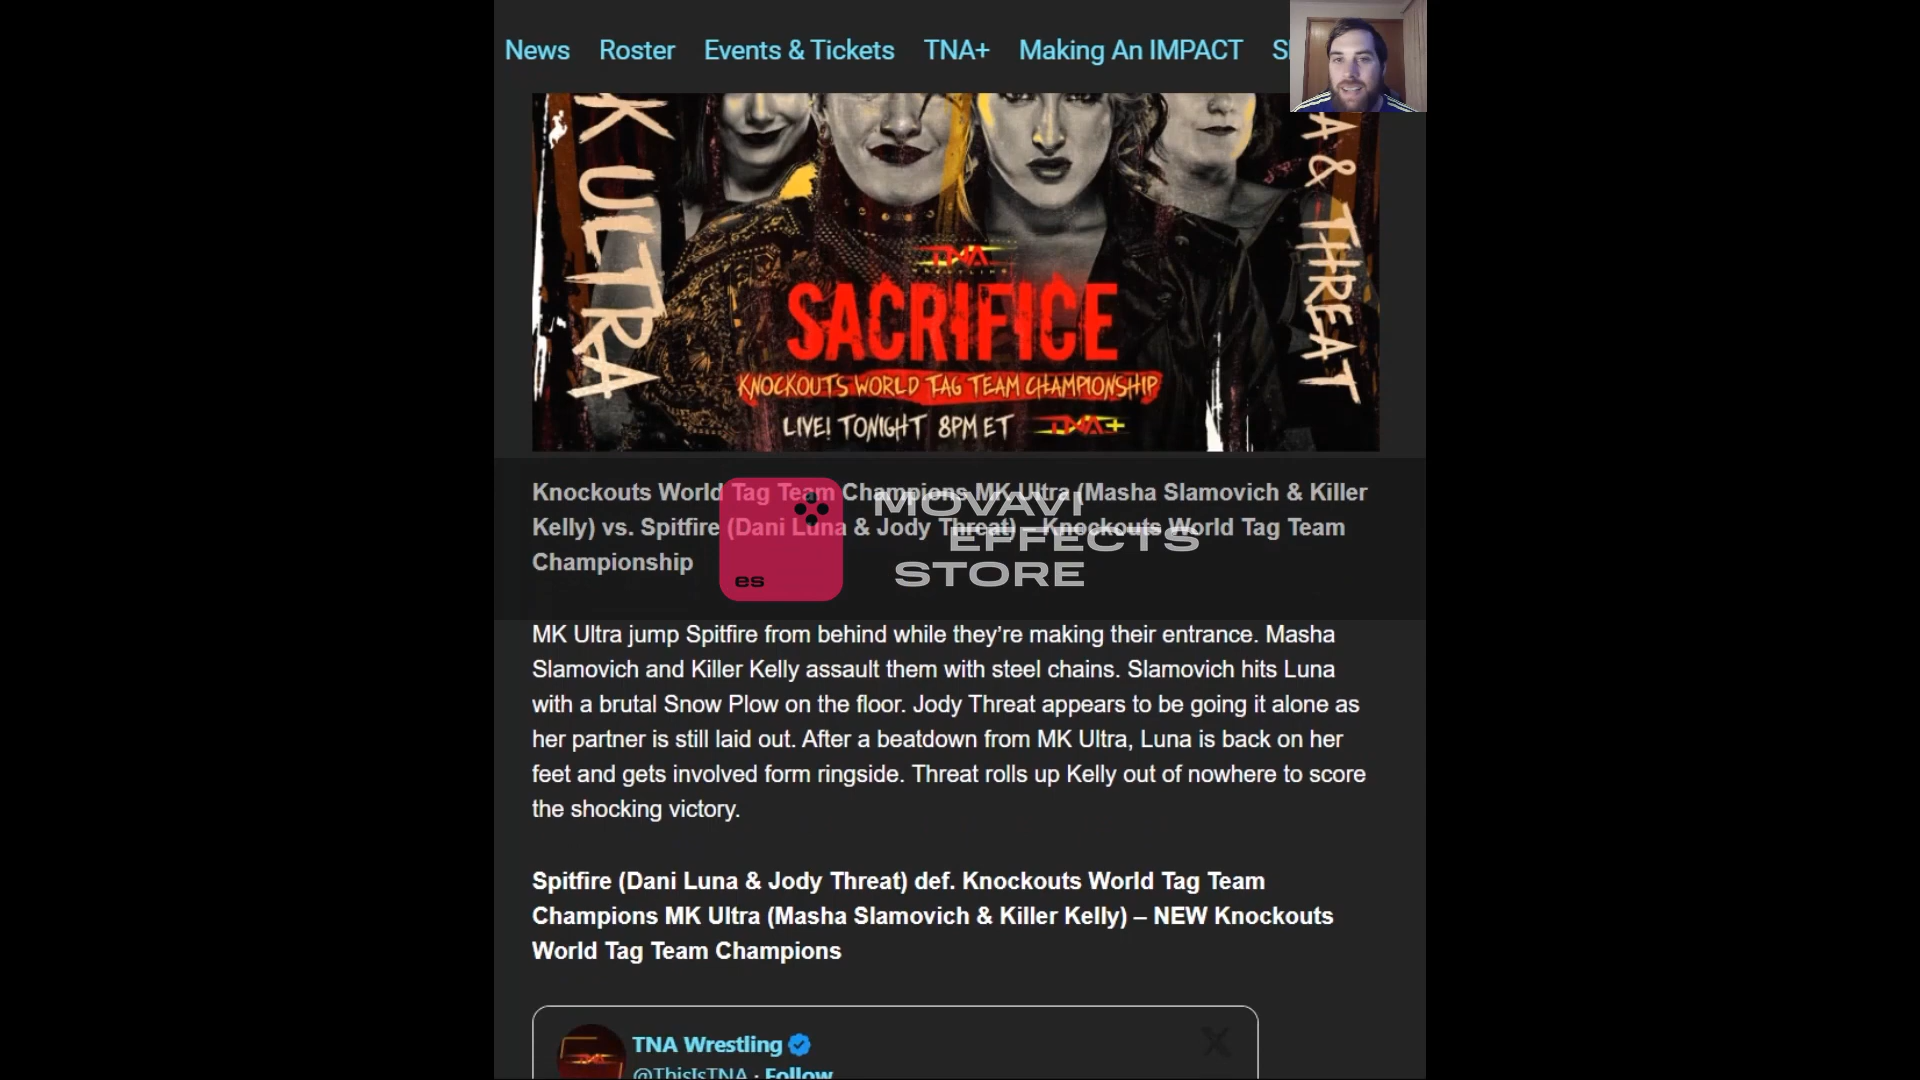 News Roster Events & Tickets TNA+ Making An IMPACT
K ULTRA
A & THREAT
TNA
WRESTLING
SACRIFICE
KNOCKOUTS WORLD TAG TEAM CHAMPIONSHIP
LIVE! TONIGHT 8PM ET TNA+
Knockouts World Tag Team Champions MK Ultra (Masha Slamovich & Killer
Kelly) vs. Spitfire (Dani Luna & Jody Threat) – Knockouts World Tag Team
Championship
es
MOVAVI
EFFECTS
STORE
MK Ultra jump Spitfire from behind while they’re making their entrance. Masha
Slamovich and Killer Kelly assault them with steel chains. Slamovich hits Luna
with a brutal Snow Plow on the floor. Jody Threat appears to be going it alone as
her partner is still laid out. After a beatdown from MK Ultra, Luna is back on her
feet and gets involved form ringside. Threat rolls up Kelly out of nowhere to score
the shocking victory.
Spitfire (Dani Luna & Jody Threat) def. Knockouts World Tag Team
Champions MK Ultra (Masha Slamovich & Killer Kelly) – NEW Knockouts
World Tag Team Champions
TNA Wrestling
@ThisIsTNA · Follow